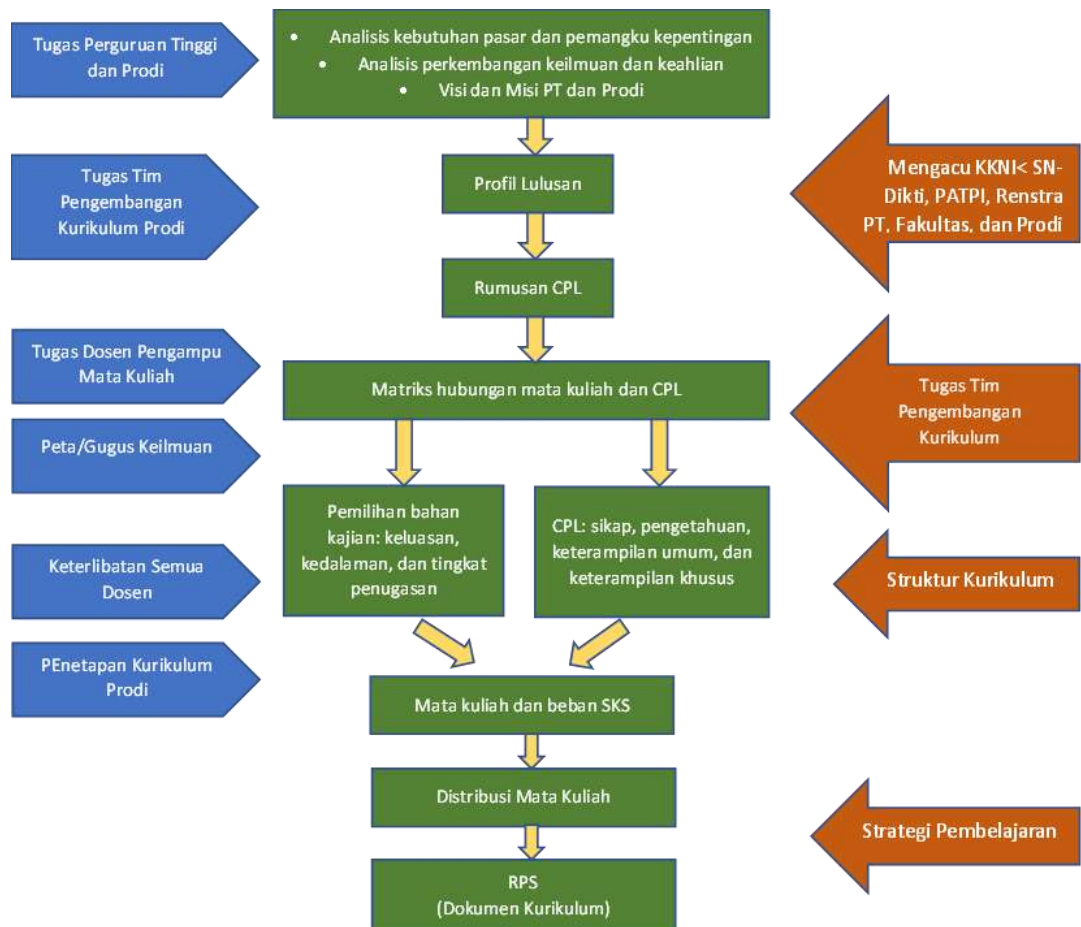 Tugas Perguruan Tinggi
dan Prodi
• Analisis kebutuhan pasar dan pemangku kepentingan
• Analisis perkembangan keilmuan dan keahlian
• Visi dan Misi PT dan Prodi
Tugas Tim
Pengembangan
Kurikulum Prodi
Profil Lulusan
Mengacu KKNI< SN-
Dikti, PATPI, Renstra
PT, Fakultas, dan Prodi
Rumusan CPL
Tugas Dosen Pengampu
Mata Kuliah
Matriks hubungan mata kuliah dan CPL
Tugas Tim
Pengembangan
Kurikulum
Peta/Gugus Keilmuan
Pemilihan bahan
kajian: keluasan,
kedalaman, dan tingkat
penugasan
CPL: sikap, pengetahuan,
keterampilan umum, dan
keterampilan khusus
Keterlibatan Semua
Dosen
Struktur Kurikulum
PEnetapan Kurikulum
Prodi
Mata kuliah dan beban SKS
Distribusi Mata Kuliah
Strategi Pembelajaran
RPS
(Dokumen Kurikulum)